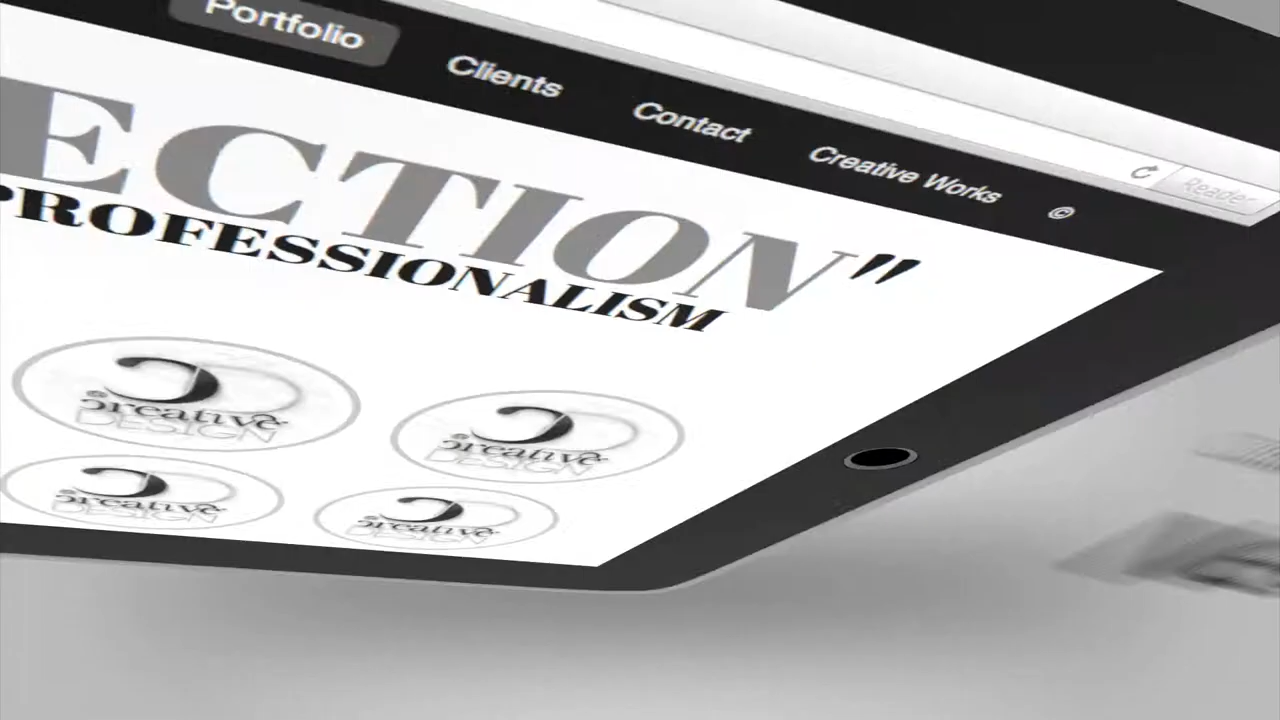 Reader
Portfolio Clients Contact Creative Works ©
ECTION"
PROFESSIONALISM
creative
DESIGN
creative
DESIGN
creative
DESIGN
creative
DESIGN